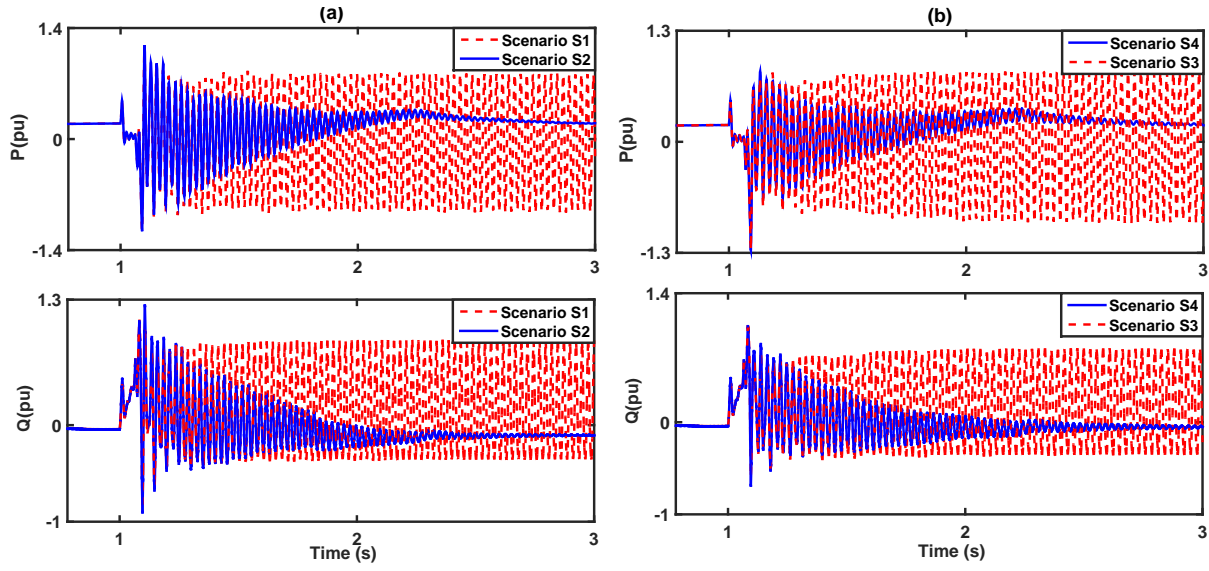 (a)
1.4
0
-1.4
P(pu)
Scenario S1
Scenario S2
1
2
3
1.3
0
-1
Q(pu)
Scenario S1
Scenario S2
1
2
3
Time (s)
(b)
1.3
0
-1.3
P(pu)
Scenario S4
Scenario S3
1
2
3
1.4
0
-1
Q(pu)
Scenario S4
Scenario S3
1
2
3
Time (s)